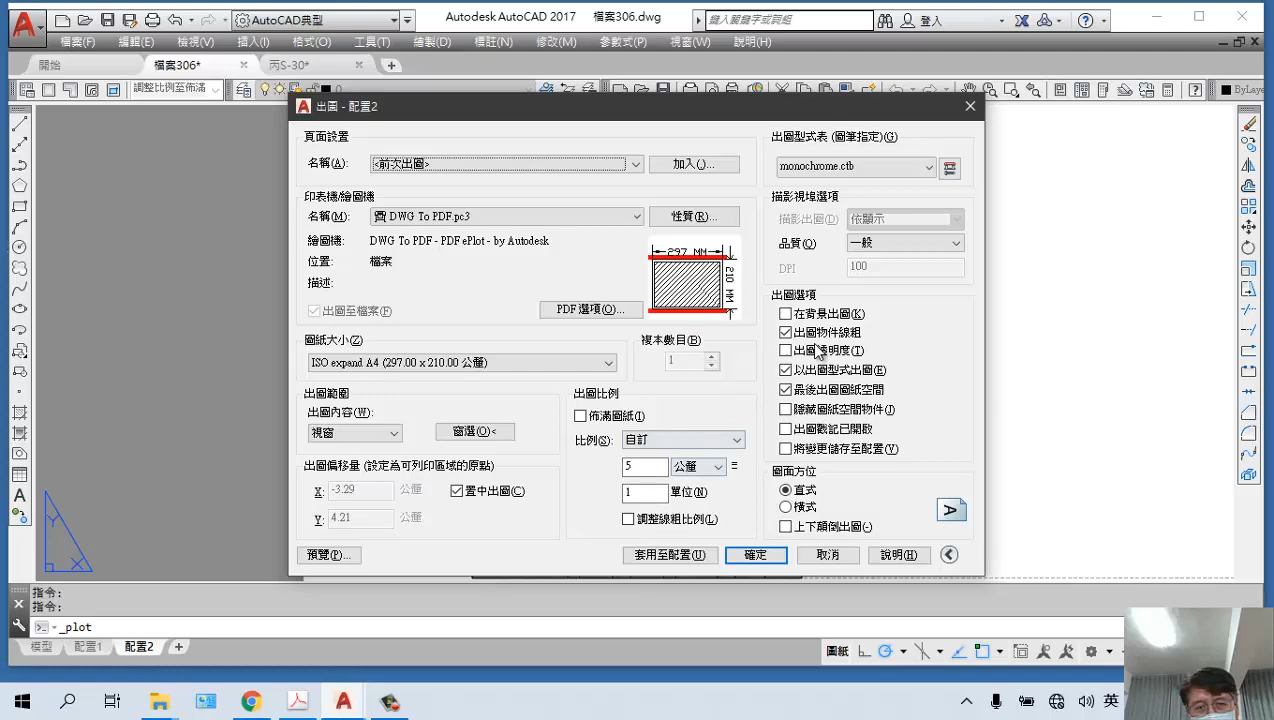 AutoCAD典型
Autodesk AutoCAD 2017 檔案306.dwg
鍵入關鍵字或片語
登入
檔案(F) 編輯(E) 檢視(V) 插入(I) 格式(O) 工具(T) 繪製(D) 標註(N) 修改(M) 參數式(P) 視窗(W) 說明(H)
開始 檔案306* 丙S-30*
調整比例至佈滿
0
ByLaye
出圖 - 配置2
頁面設置
名稱(A): <前次出圖> 加入(.)...
印表機/繪圖機
名稱(M): DWG To PDF.pc3 性質(R)...
繪圖機: DWG To PDF - PDF ePlot - by Autodesk
位置: 檔案
描述:
出圖至檔案(F) PDF 選項(O)...
297 MM
210 MM
圖紙大小(Z)
ISO expand A4 (297.00 x 210.00 公釐)
複本數目(B)
1
出圖範圍
出圖內容(W):
視窗 窗選(O)<
出圖偏移量 (設定為可列印區域的原點)
X: -3.29 公釐 置中出圖(C)
Y: 4.21 公釐
出圖比例
佈滿圖紙(I)
比例(S): 自訂
5 公釐 =
1 單位(N)
調整線粗比例(L)
出圖型式表 (圖筆指定)(G)
monochrome.ctb
描影視埠選項
描影出圖(D) 依顯示
品質(Q) 一般
DPI 100
出圖選項
在背景出圖(K)
出圖物件線粗
出圖透明度(T)
以出圖型式出圖(E)
最後出圖圖紙空間
隱藏圖紙空間物件(J)
出圖戳記已開啟
將變更儲存至配置(V)
圖面方位
直式
橫式
上下顛倒出圖(-)
A
預覽(P)... 套用至配置(U) 確定 取消 說明(H)
Y
X
指令:
指令:
_plot
模型 配置1 配置2
圖紙
英